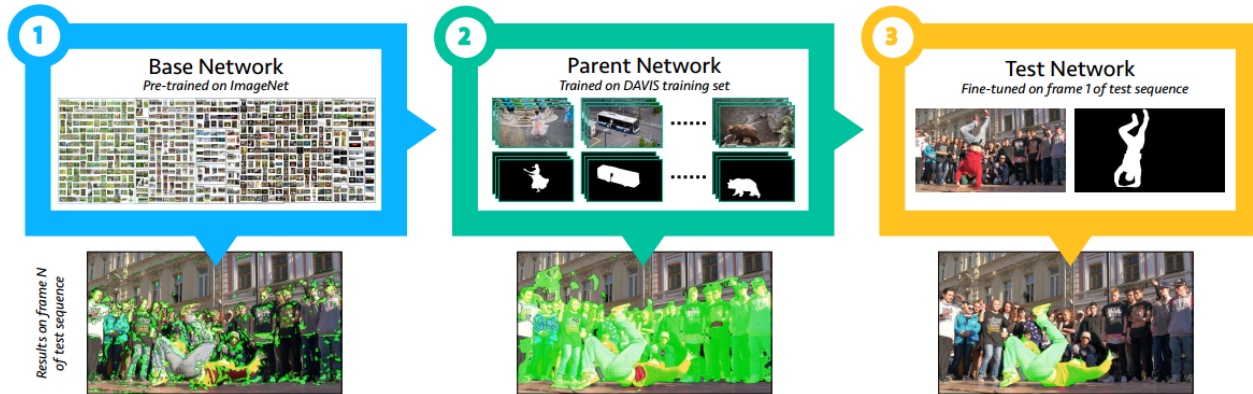 1
Base Network
Pre-trained on ImageNet
2
Parent Network
Trained on DAVIS training set
3
Test Network
Fine-tuned on frame 1 of test sequence
Results on frame N
of test sequence